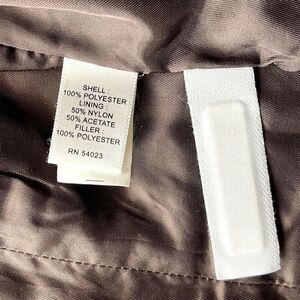 SHELL :
100% POLYESTER
LINING :
50% NYLON
50% ACETATE
FILLER :
100% POLYESTER
RN 54023